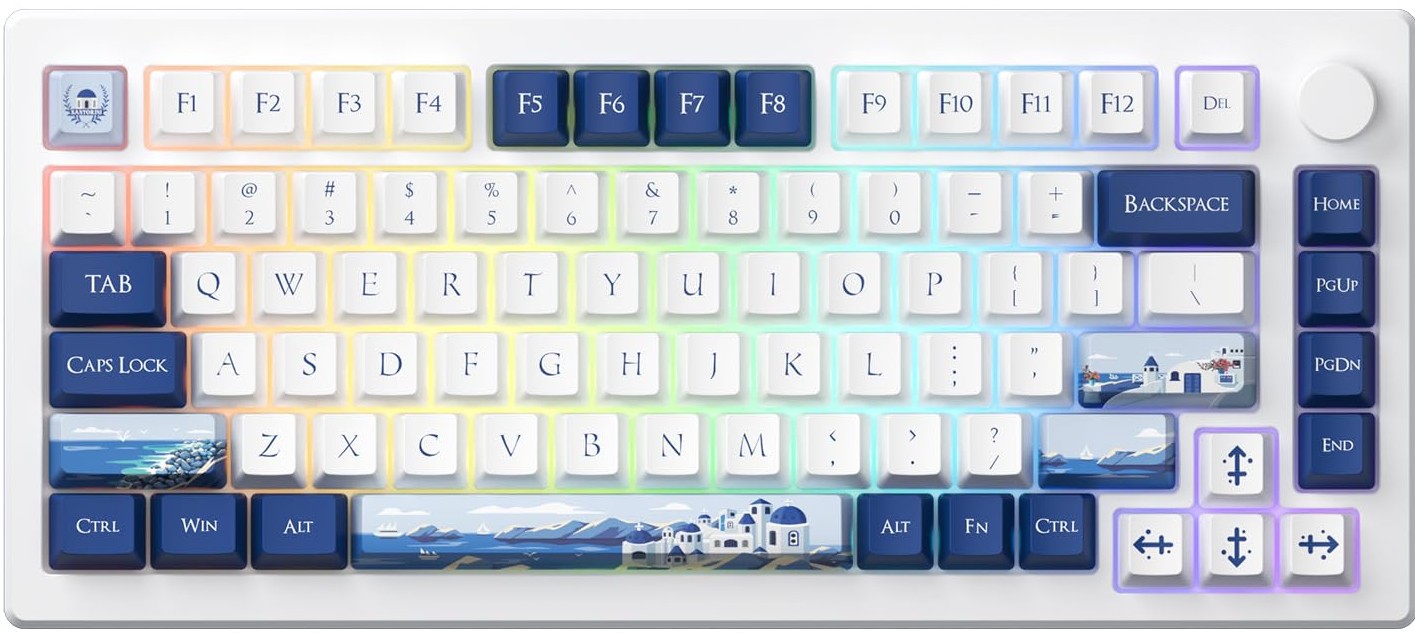 F1 F2 F3 F4 F5 F6 F7 F8 F9 F10 F11 F12 DEL
~ ! @ # $ % ^ & * ( ) — +
` 1 2 3 4 5 6 7 8 9 0 - = BACKSPACE HOME
TAB Q W E R T Y U I O P { [ } ] | \ PGUP
CAPS LOCK A S D F G H J K L : ; " , PGDN
Z X C V B N M < , > . ? / END
CTRL WIN ALT ALT FN CTRL